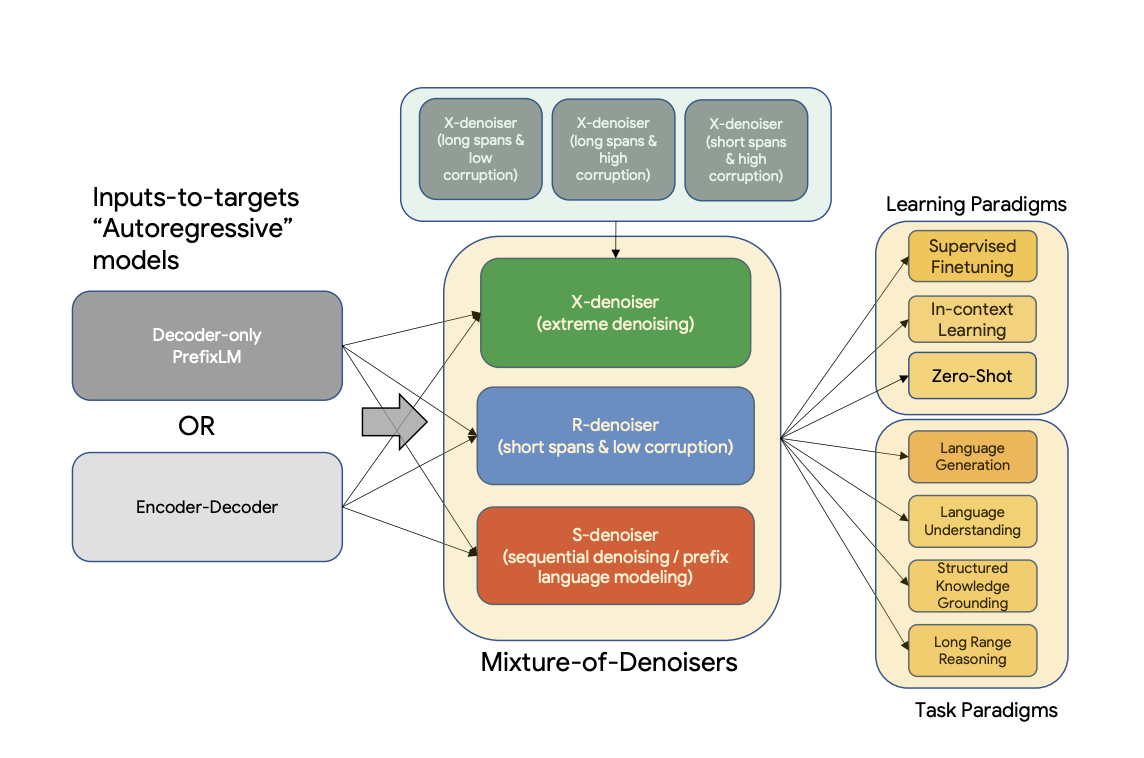 X-denoiser
(long spans &
low
corruption)
X-denoiser
(long spans &
high
corruption)
X-denoiser
(short spans
& high
corruption)
Inputs-to-targets
“Autoregressive”
models
Decoder-only
PrefixLM
OR
Encoder-Decoder
X-denoiser
(extreme denoising)
R-denoiser
(short spans & low corruption)
S-denoiser
(sequential denoising / prefix
language modeling)
Mixture-of-Denoisers
Learning Paradigms
Supervised
Finetuning
In-context
Learning
Zero-Shot
Language
Generation
Language
Understanding
Structured
Knowledge
Grounding
Long Range
Reasoning
Task Paradigms